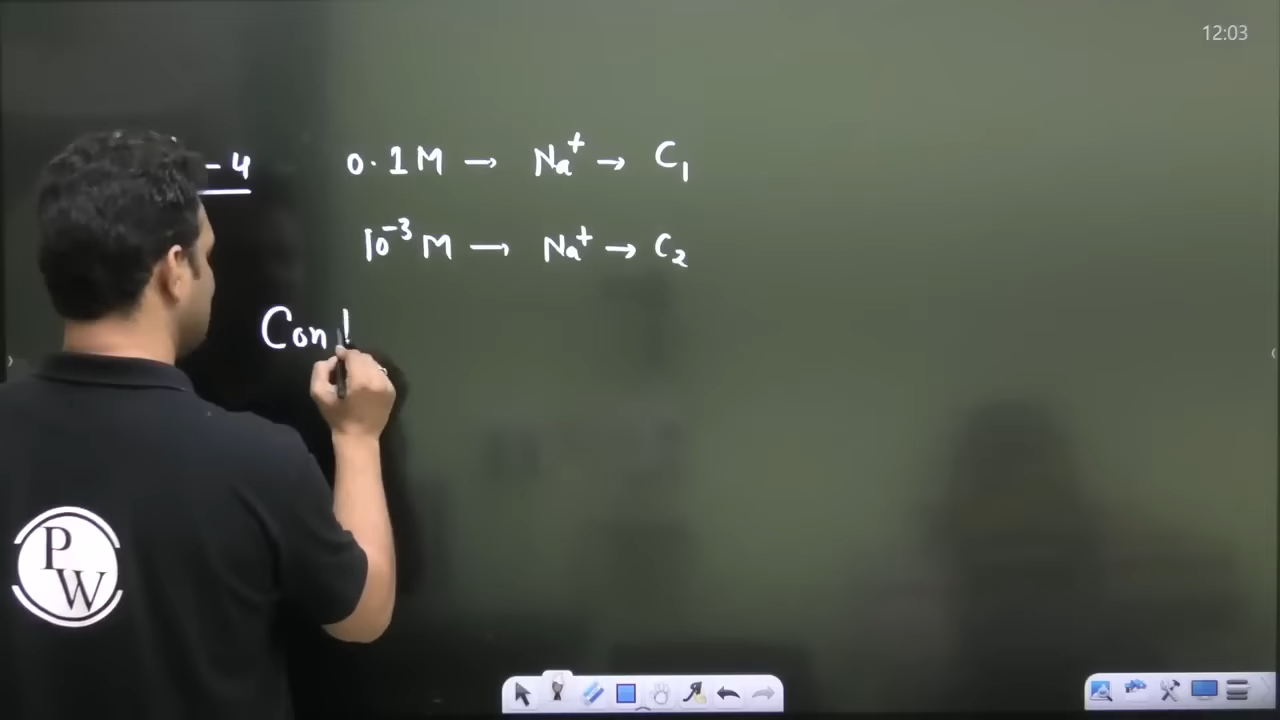 12:03
- 4 0.1 M → Na⁺ → C₁
10⁻³ M → Na⁺ → C₂
Con
PW